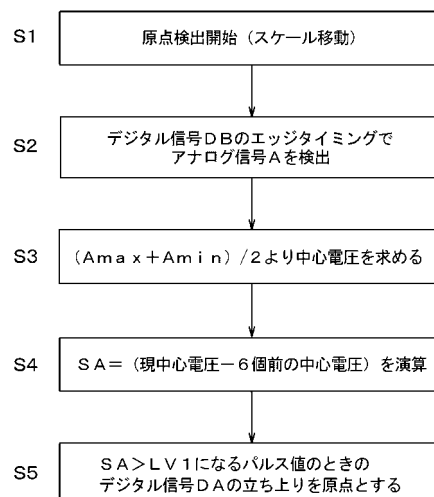 S1
原点検出開始（スケール移動）
S2
デジタル信号ＤＢのエッジタイミングで
アナログ信号Ａを検出
S3
（Ａｍａｘ＋Ａｍｉｎ）／２より中心電圧を求める
S4
ＳＡ＝（現中心電圧－６個前の中心電圧）を演算
S5
ＳＡ＞ＬＶ１になるパルス値のときの
デジタル信号ＤＡの立ち上りを原点とする